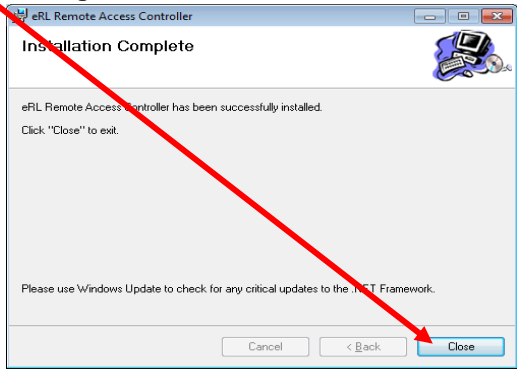 eRL Remote Access Controller
Installation Complete
eRL Remote Access Controller has been successfully installed.
Click "Close" to exit.
Please use Windows Update to check for any critical updates to the .NET Framework.
Cancel
< Back
Close